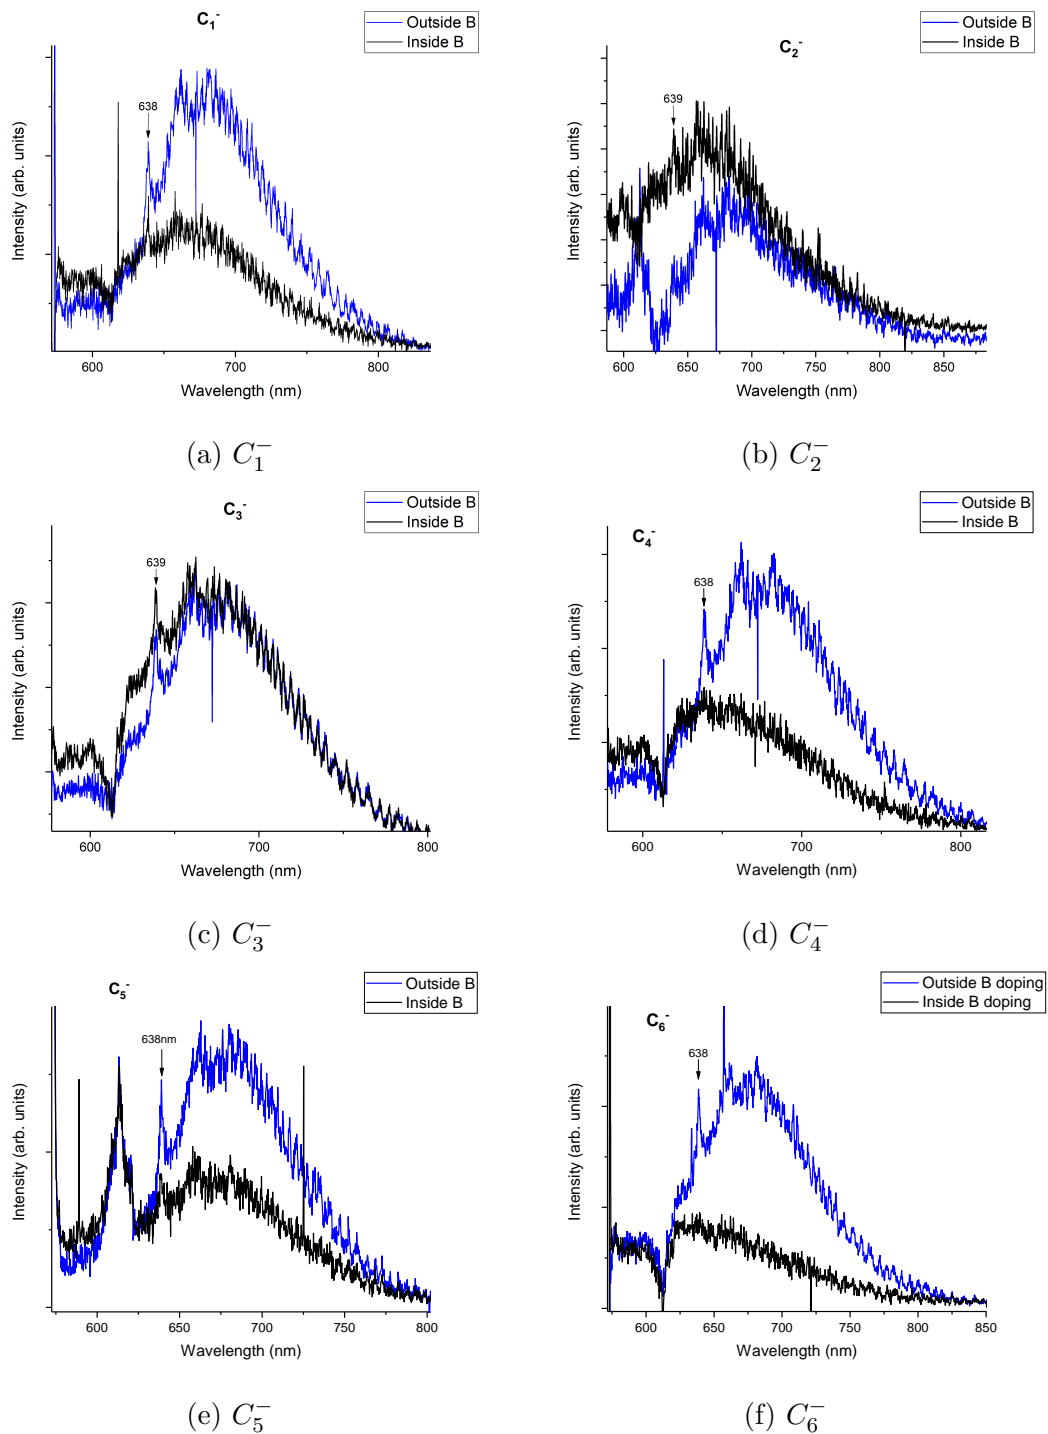 C1-
Outside B
Inside B
638
Intensity (arb. units)
600 700 800
Wavelength (nm)
(a) C1−
C2-
Outside B
Inside B
639
Intensity (arb. units)
600 650 700 750 800 850
Wavelength (nm)
(b) C2−
C3-
Outside B
Inside B
639
Intensity (arb. units)
600 700 800
Wavelength (nm)
(c) C3−
C4-
Outside B
Inside B
638
Intensity (arb. units)
600 700 800
Wavelength (nm)
(d) C4−
C5-
Outside B
Inside B
638nm
Intensity (arb. units)
600 650 700 750 800
Wavelength (nm)
(e) C5−
C6-
Outside B doping
Inside B doping
638
Intensity (arb. units)
600 650 700 750 800 850
Wavelength (nm)
(f) C6−